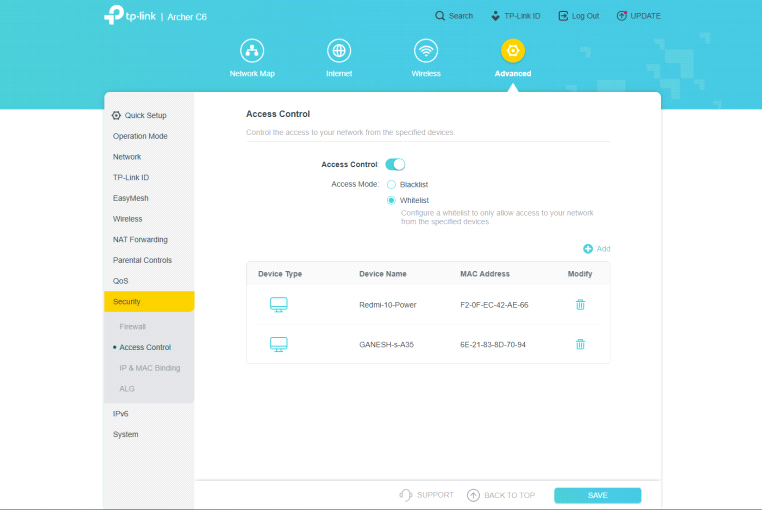 tp-link | Archer C6
Search
TP-Link ID
Log Out
UPDATE
Network Map
Internet
Wireless
Advanced
Quick Setup
Operation Mode
Network
TP-Link ID
EasyMesh
Wireless
NAT Forwarding
Parental Controls
QoS
Security
Firewall
Access Control
IP & MAC Binding
ALG
IPv6
System
Access Control
Control the access to your network from the specified devices.
Access Control:
Access Mode:
Blacklist
Whitelist
Configure a whitelist to only allow access to your network
from the specified devices
Add
Device Type Device Name MAC Address Modify
Redmi-10-Power F2-0F-EC-42-AE-66
GANESH-s-A35 6E-21-83-8D-70-94
SUPPORT
BACK TO TOP
SAVE